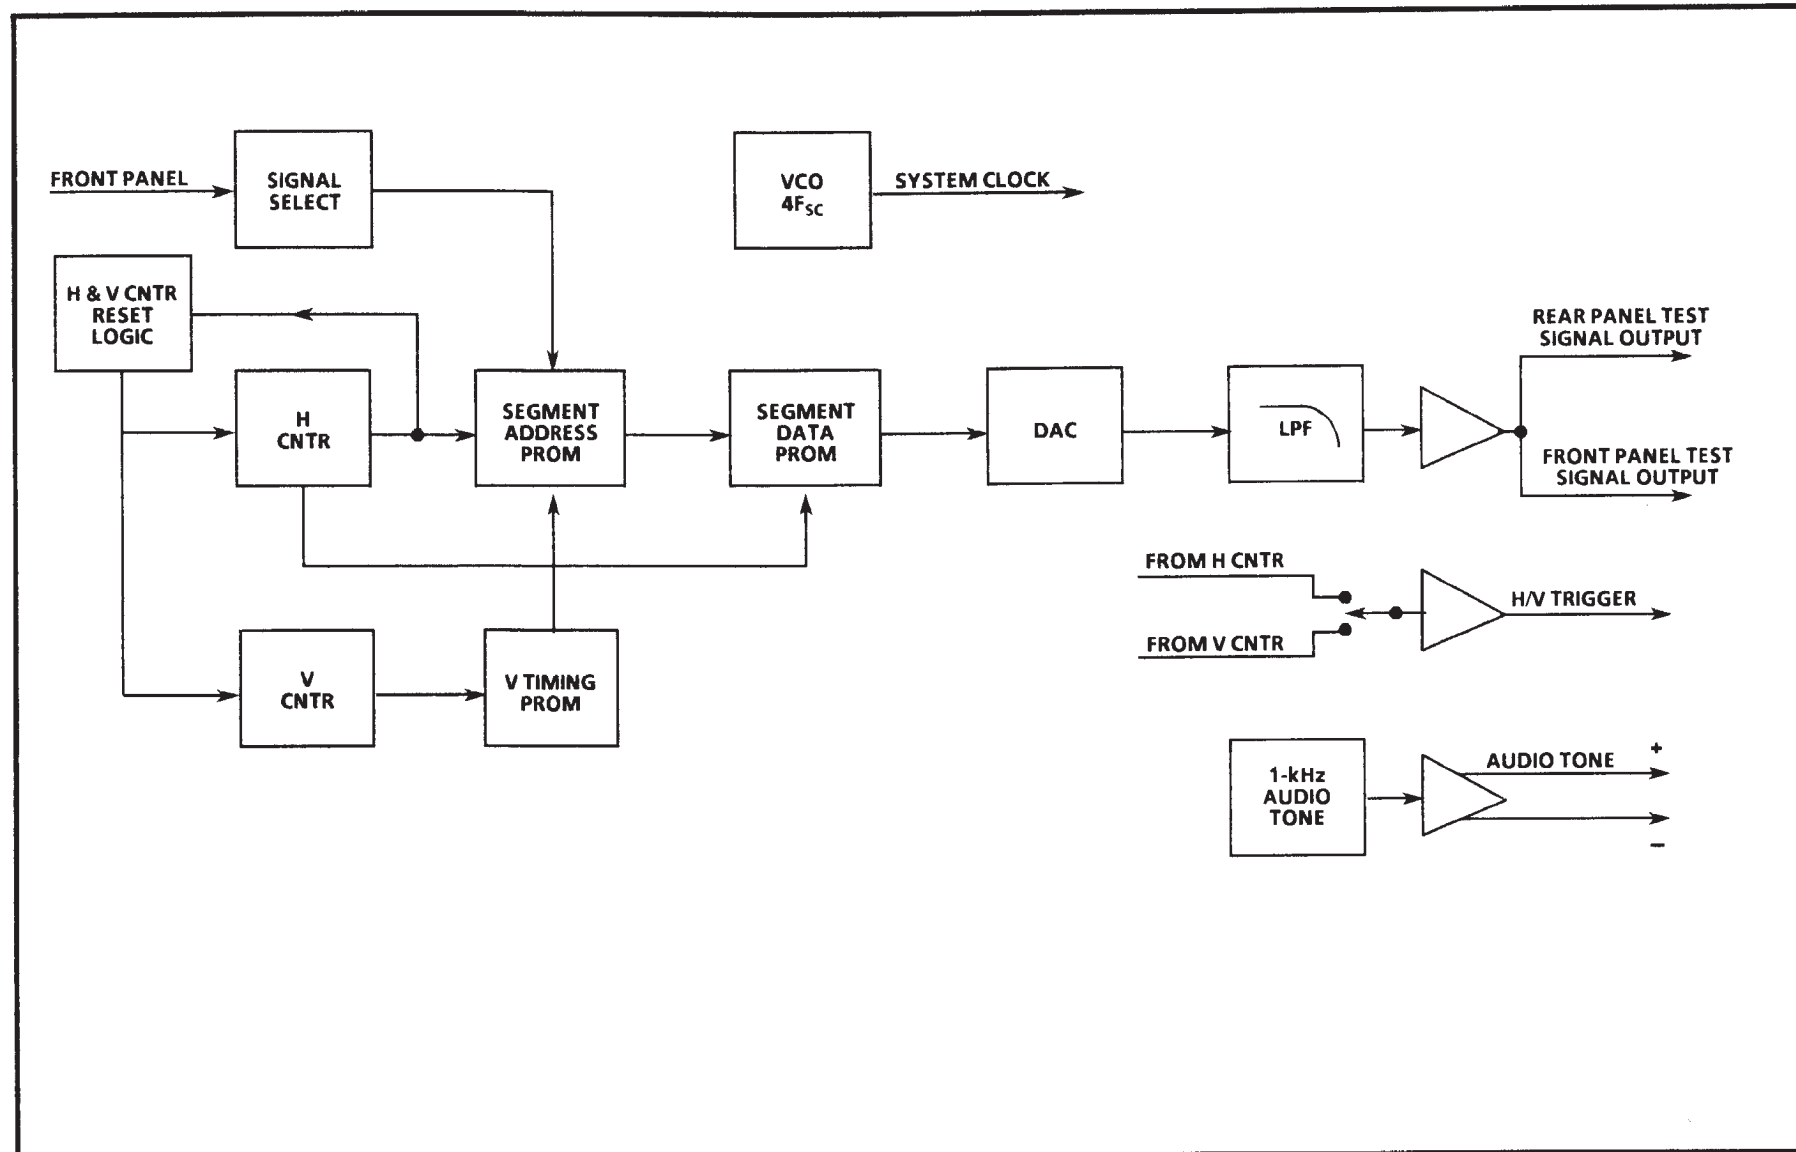 FRONT PANEL
SIGNAL
SELECT
VCO
4FSC
SYSTEM CLOCK
H & V CNTR
RESET
LOGIC
REAR PANEL TEST
SIGNAL OUTPUT
H
CNTR
SEGMENT
ADDRESS
PROM
SEGMENT
DATA
PROM
DAC
LPF
FRONT PANEL TEST
SIGNAL OUTPUT
FROM H CNTR
H/V TRIGGER
FROM V CNTR
V
CNTR
V TIMING
PROM
1-kHz
AUDIO
TONE
AUDIO TONE
+
−